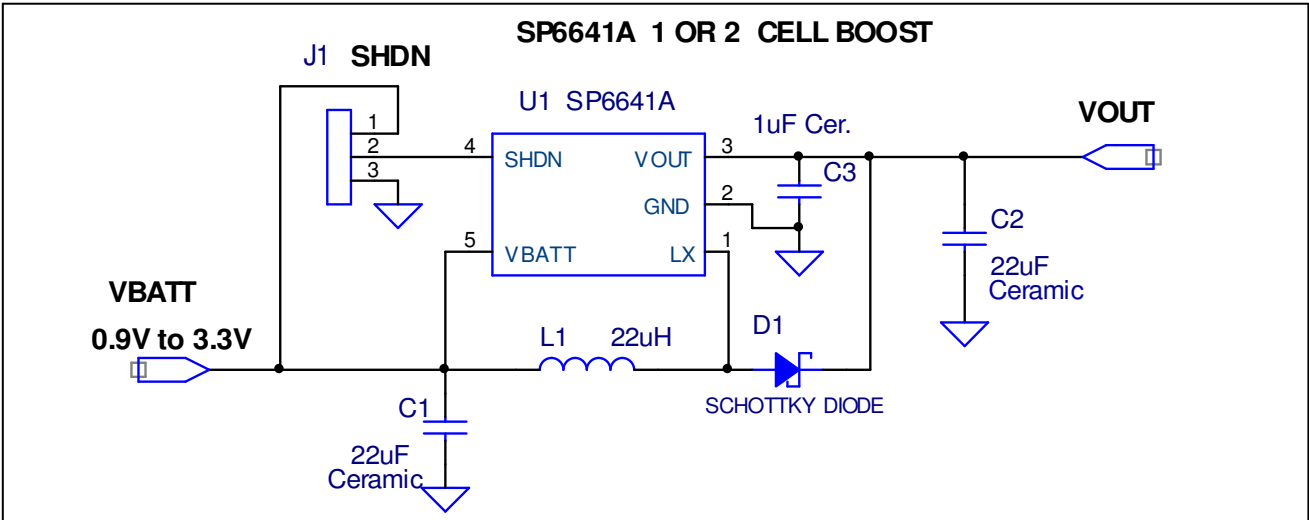 SP6641A 1 OR 2 CELL BOOST
J1 SHDN
U1 SP6641A
1
2
3
4
SHDN
VOUT
3
1uF Cer.
C3
VOUT
GND
2
5
VBATT
LX
1
C2
22uF
Ceramic
VBATT
0.9V to 3.3V
L1
22uH
D1
SCHOTTKY DIODE
C1
22uF
Ceramic